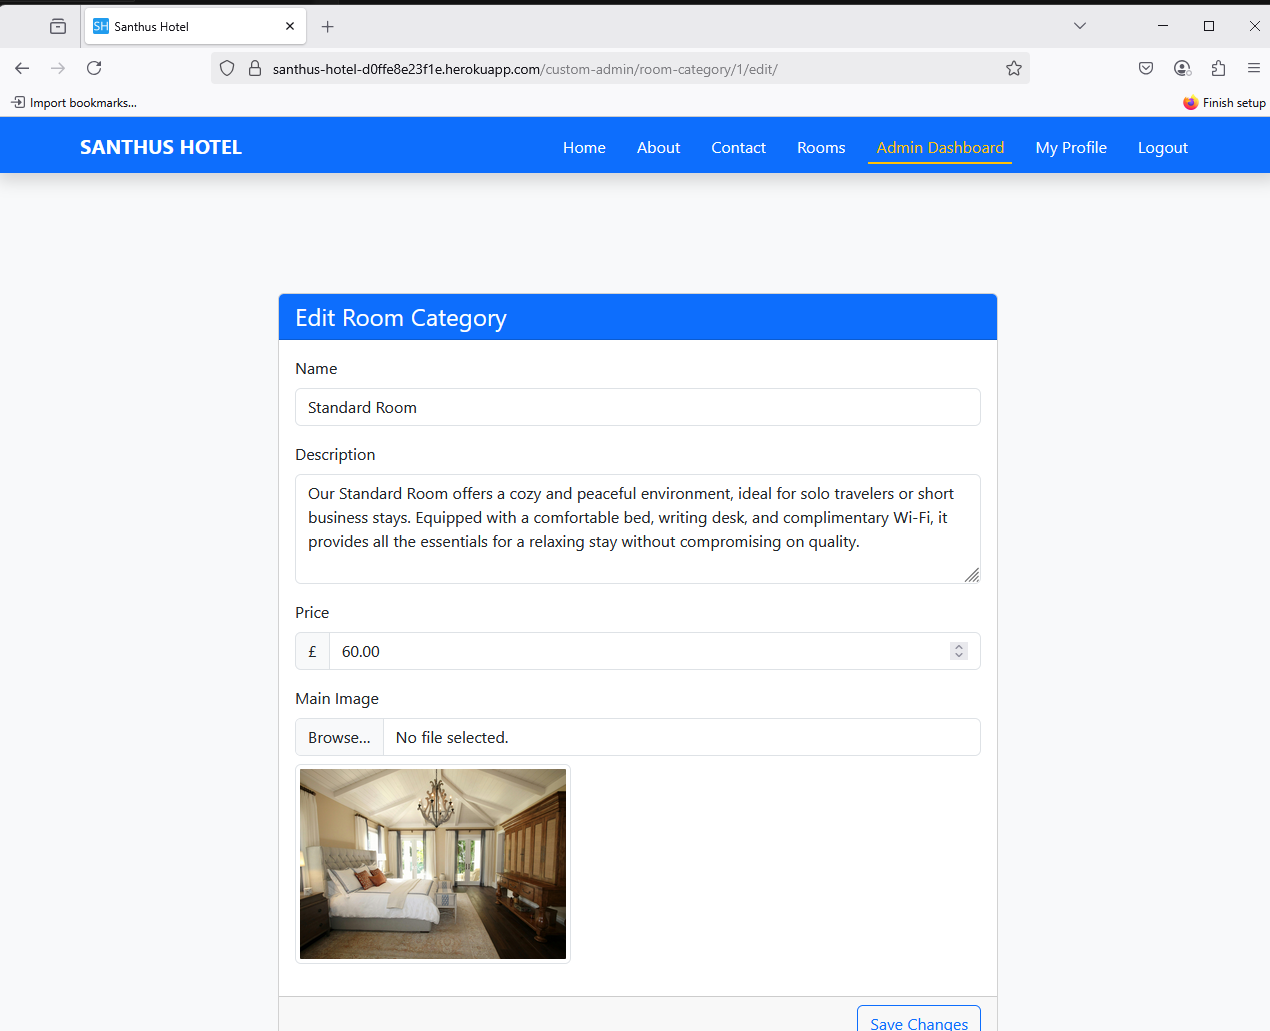 SH Santhus Hotel
santhus-hotel-d0ffe8e23f1e.herokuapp.com/custom-admin/room-category/1/edit/
Import bookmarks...
Finish setup
SANTHUS HOTEL
Home
About
Contact
Rooms
Admin Dashboard
My Profile
Logout
Edit Room Category
Name
Standard Room
Description
Our Standard Room offers a cozy and peaceful environment, ideal for solo travelers or short
business stays. Equipped with a comfortable bed, writing desk, and complimentary Wi-Fi, it
provides all the essentials for a relaxing stay without compromising on quality.
Price
£ 60.00
Main Image
Browse... No file selected.
Save Changes